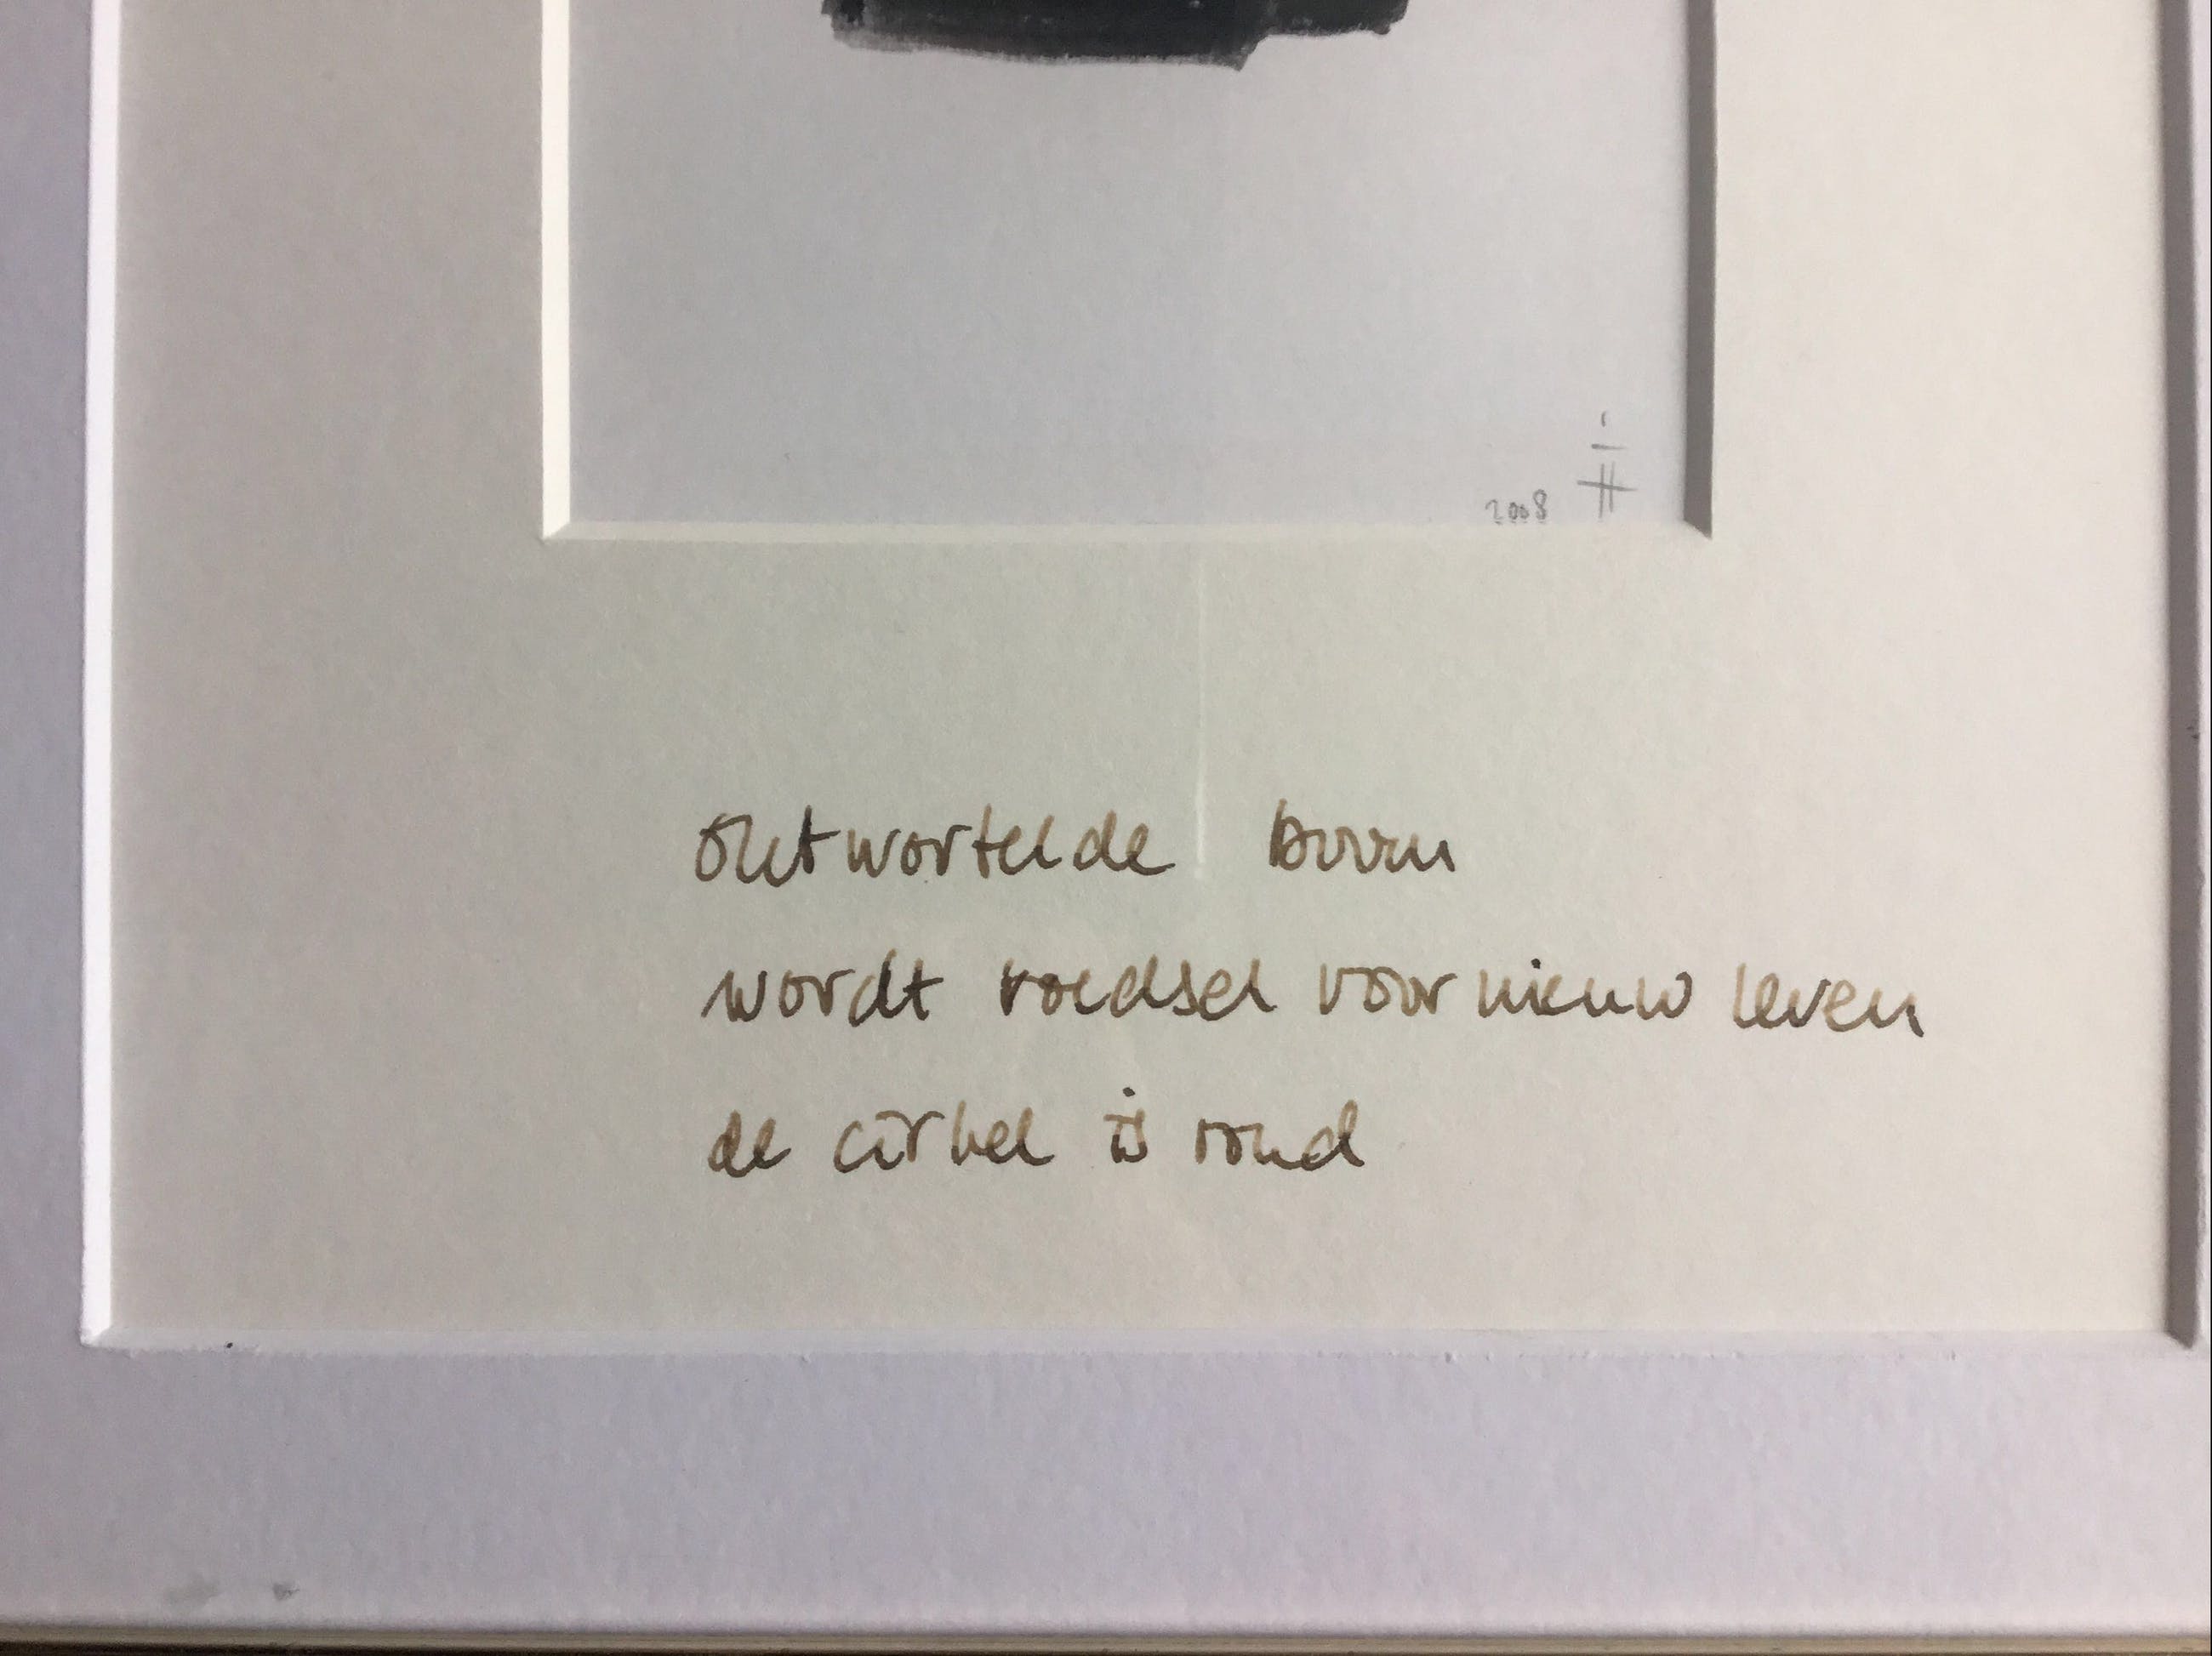 2008
ontwortelde boom
wordt voedsel voor nieuw leven
de cirkel is rond